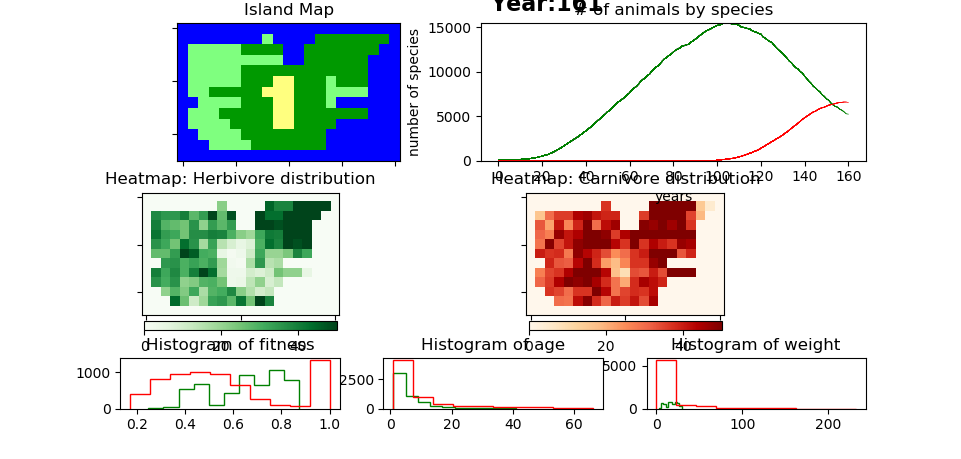 Year:161
Island Map
# of animals by species
number of species
15000
10000
5000
0
0 20 40 60 80 100 120 140 160
years
Heatmap: Herbivore distribution
Heatmap: Carnivore distribution
0 20 40
0 20 40
Histogram of fitness
Histogram of age
Histogram of weight
1000
0
0.2 0.4 0.6 0.8 1.0
2500
0
0 20 40 60
5000
0
0 100 200